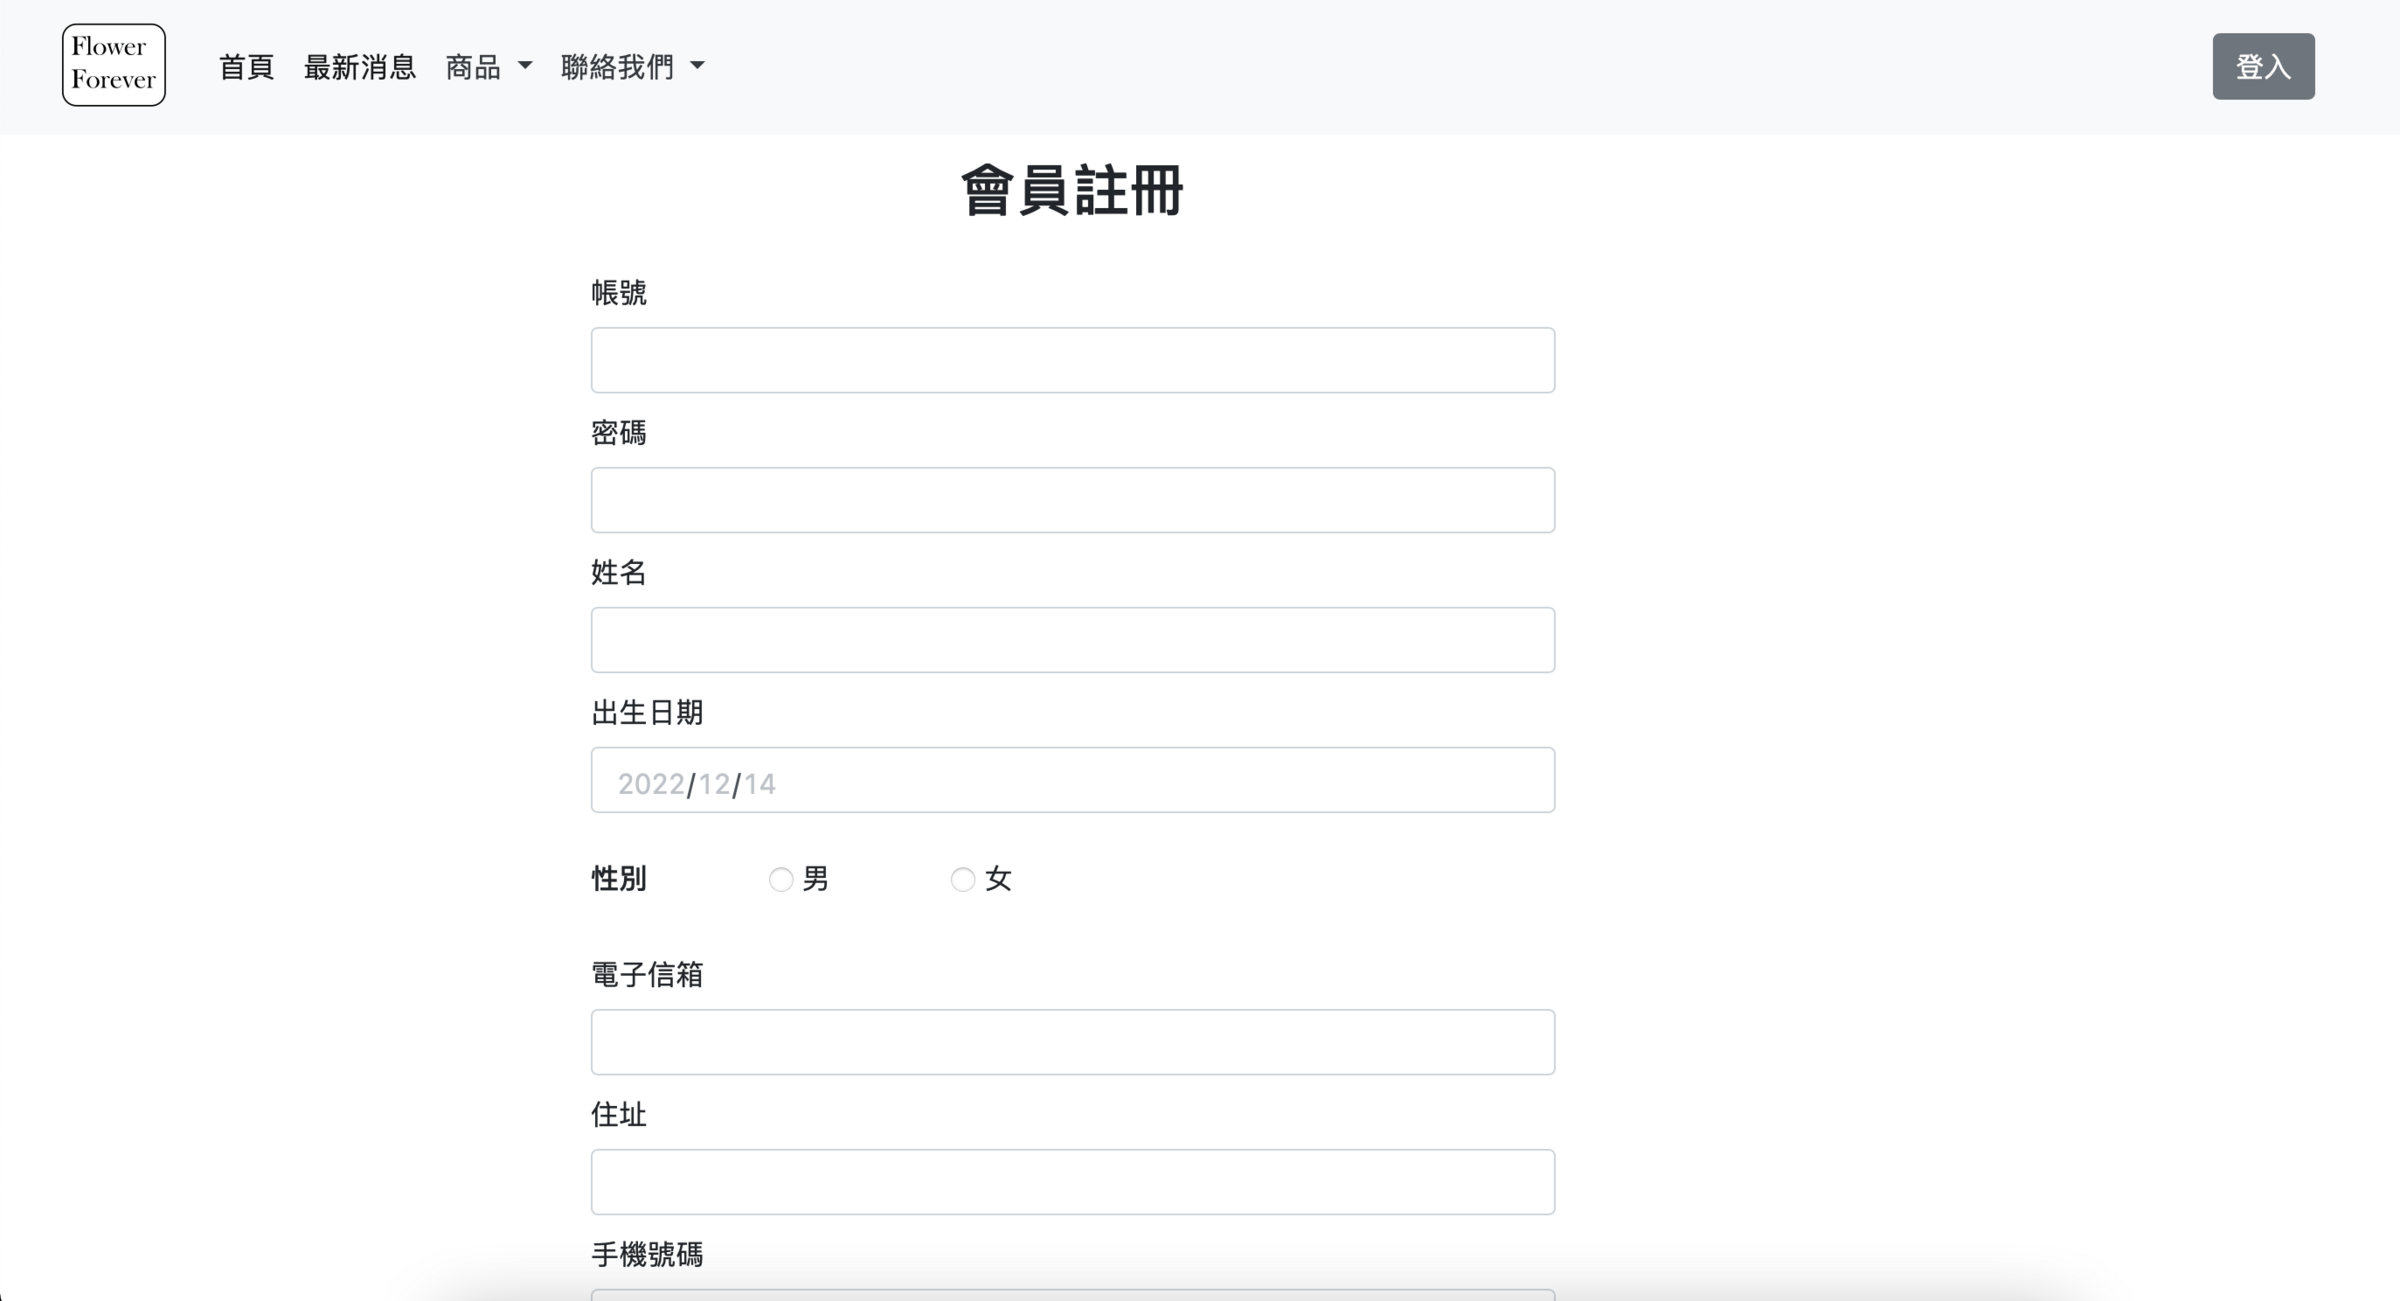 Flower
Forever
首頁 最新消息 商品 聯絡我們
登入
會員註冊
帳號
密碼
姓名
出生日期
2022/12/14
性別 男 女
電子信箱
住址
手機號碼